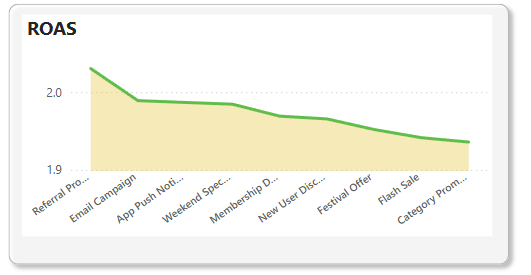 ROAS
2.0
1.9
Referral Pro...
Email Campaign
App Push Noti...
Weekend Spec...
Membership D...
New User Disc...
Festival Offer
Flash Sale
Category Prom...